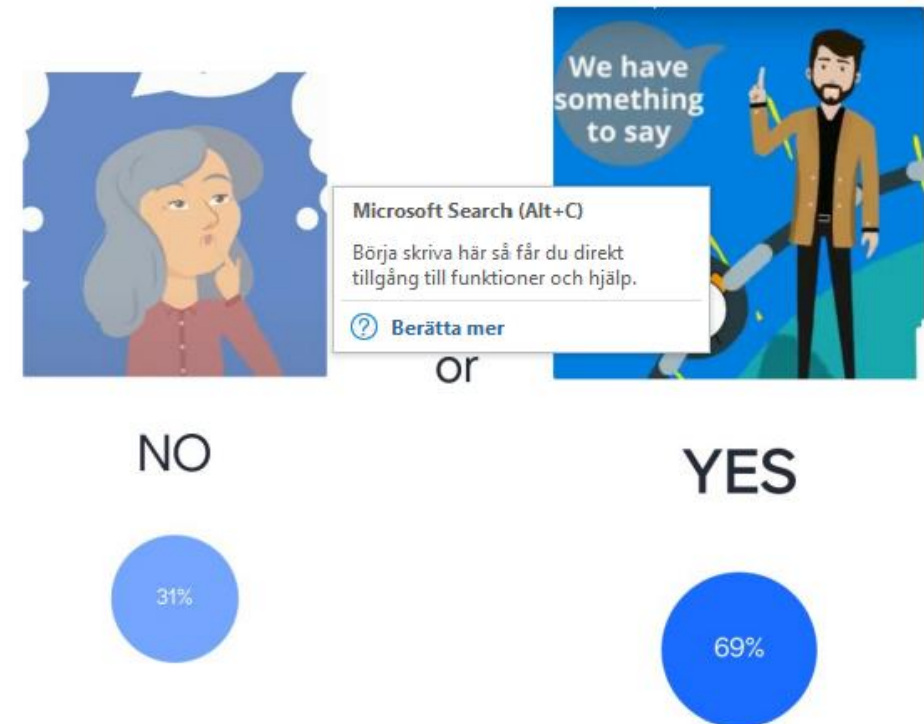 We have
something
to say
Microsoft Search (Alt+C)
Börja skriva här så får du direkt
tillgång till funktioner och hjälp.
Berätta mer
or
NO
YES
31%
69%